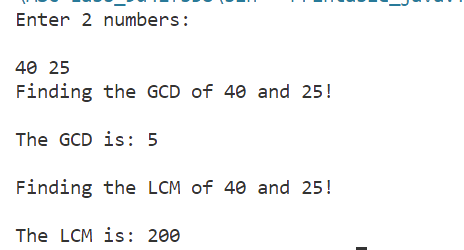 Enter 2 numbers:
40 25
Finding the GCD of 40 and 25!
The GCD is: 5
Finding the LCM of 40 and 25!
The LCM is: 200